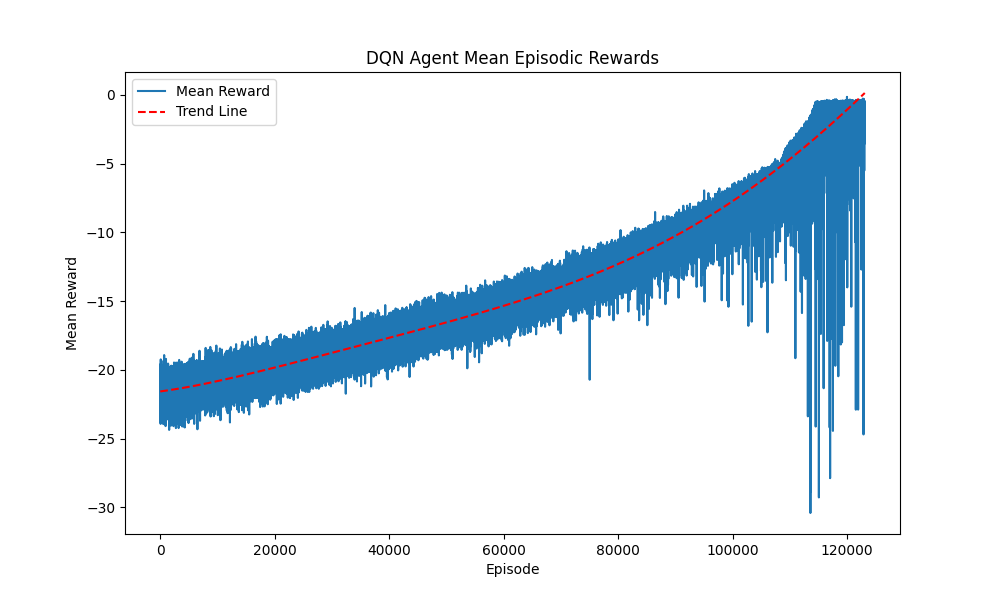 DQN Agent Mean Episodic Rewards
Mean Reward
Trend Line
0
−5
−10
−15
−20
−25
−30
Mean Reward
0
20000
40000
60000
80000
100000
120000
Episode